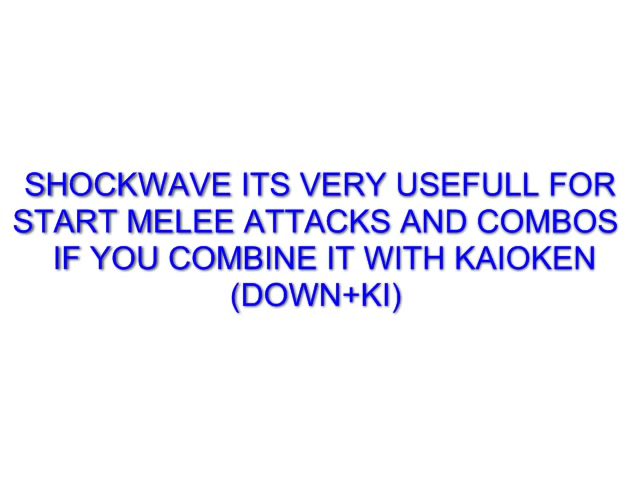 SHOCKWAVE ITS VERY USEFULL FOR
START MELEE ATTACKS AND COMBOS
IF YOU COMBINE IT WITH KAIOKEN
(DOWN+KI)